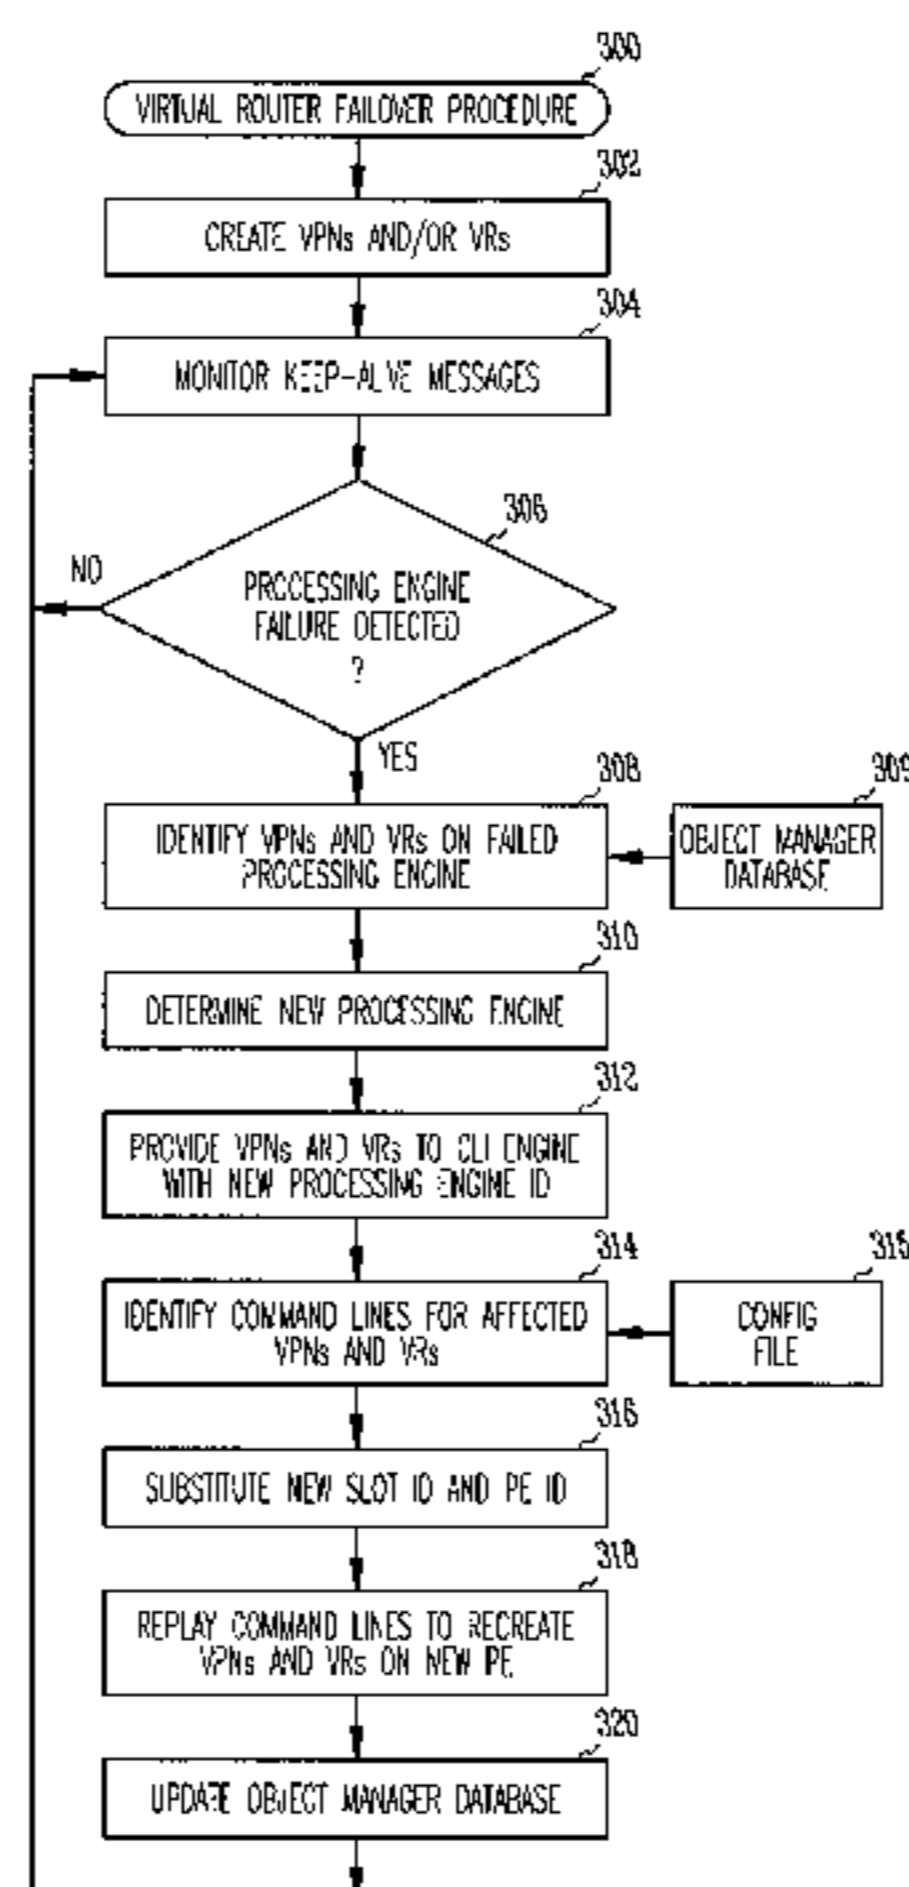 300
VIRTUAL ROUTER FAILOVER PROCEDURE
302
CREATE VPNs AND/OR VRs
304
MONITOR KEEP-ALIVE MESSAGES
306
NO
PROCESSING ENGINE
FAILURE DETECTED
?
YES
308
309
IDENTIFY VPNs AND VRs ON FAILED
PROCESSING ENGINE
OBJECT MANAGER
DATABASE
310
DETERMINE NEW PROCESSING ENGINE
312
PROVIDE VPNs AND VRs TO CLI ENGINE
WITH NEW PROCESSING ENGINE ID
314
315
IDENTIFY COMMAND LINES FOR AFFECTED
VPNs AND VRs
CONFIG
FILE
316
SUBSTITUTE NEW SLOT ID AND PE ID
318
REPLAY COMMAND LINES TO RECREATE
VPNs AND VRs ON NEW PE
320
UPDATE OBJECT MANAGER DATABASE